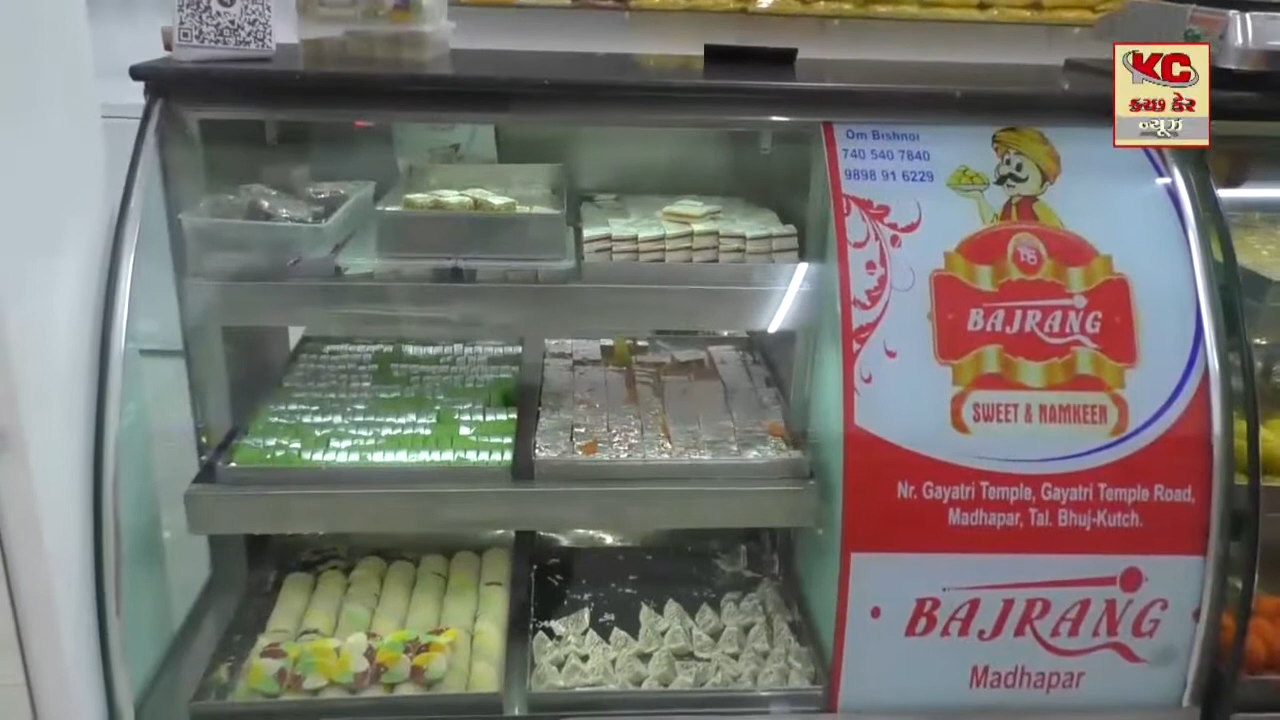 KC
કચ્છ કેર
ન્યૂઝ
Om Bishnoi
740 540 7840
9898 91 6229
BAJRANG
SWEET & NAMKEEN
Nr. Gayatri Temple, Gayatri Temple Road,
Madhapar, Tal. Bhuj-Kutch.
BAJRANG
Madhapar